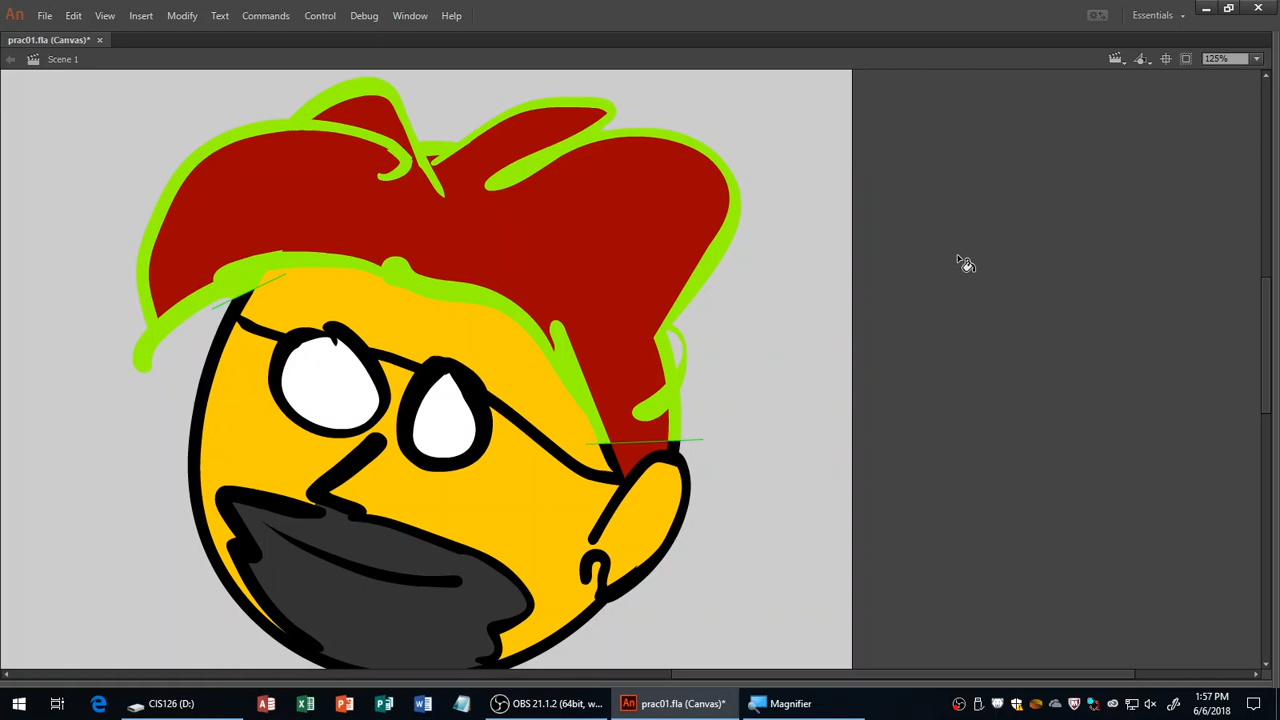 An File Edit View Insert Modify Text Commands Control Debug Window Help Essentials
prac01.fla (Canvas)* ×
Scene 1 125%
CIS126 (D:) OBS 21.1.2 (64bit, w... An prac01.fla (Canvas)* Magnifier 1:57 PM
6/6/2018